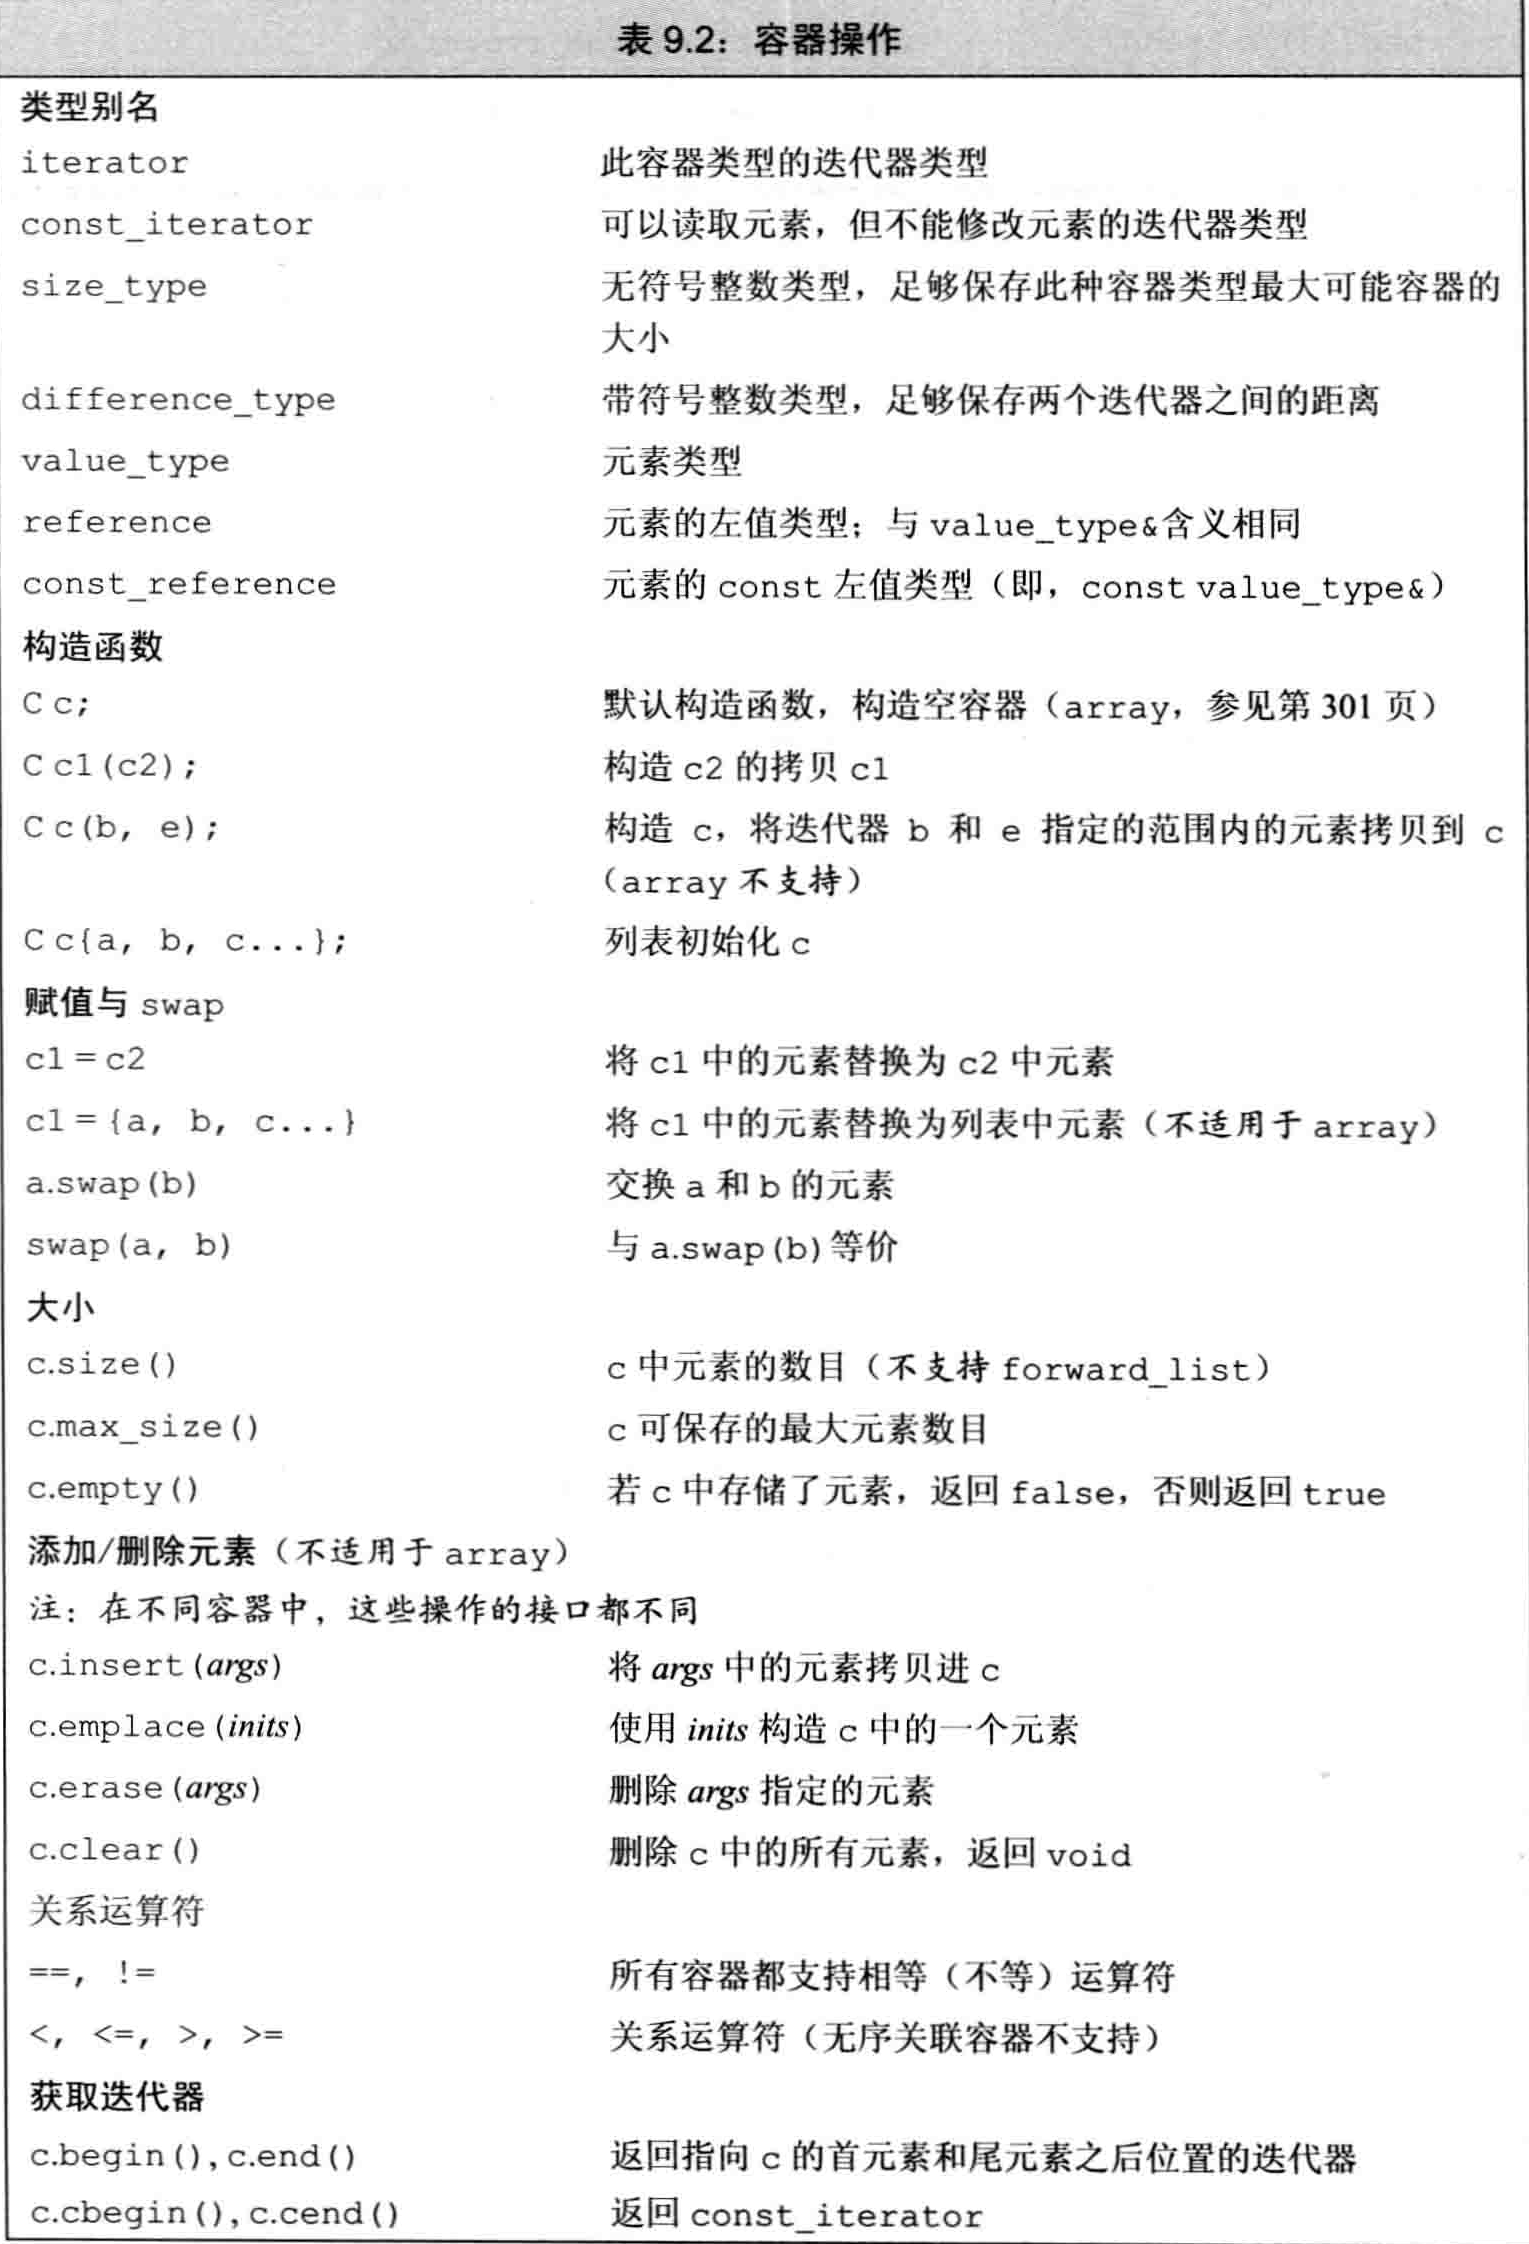 表 9.2：容器操作
类型别名
iterator 此容器类型的迭代器类型
const_iterator 可以读取元素，但不能修改元素的迭代器类型
size_type 无符号整数类型，足够保存此种容器类型最大可能容器的
大小
difference_type 带符号整数类型，足够保存两个迭代器之间的距离
value_type 元素类型
reference 元素的左值类型；与 value_type&含义相同
const_reference 元素的 const 左值类型（即，const value_type&）
构造函数
C c; 默认构造函数，构造空容器（array，参见第 301 页）
C c1(c2); 构造 c2 的拷贝 c1
C c(b, e); 构造 c，将迭代器 b 和 e 指定的范围内的元素拷贝到 c
（array 不支持）
C c{a, b, c...}; 列表初始化 c
赋值与 swap
c1 = c2 将 c1 中的元素替换为 c2 中元素
c1 = {a, b, c...} 将 c1 中的元素替换为列表中元素（不适用于 array）
a.swap(b) 交换 a 和 b 的元素
swap(a, b) 与 a.swap(b)等价
大小
c.size() c 中元素的数目（不支持 forward_list）
c.max_size() c 可保存的最大元素数目
c.empty() 若 c 中存储了元素，返回 false，否则返回 true
添加/删除元素（不适用于 array）
注：在不同容器中，这些操作的接口都不同
c.insert(args) 将 args 中的元素拷贝进 c
c.emplace(inits) 使用 inits 构造 c 中的一个元素
c.erase(args) 删除 args 指定的元素
c.clear() 删除 c 中的所有元素，返回 void
关系运算符
==, != 所有容器都支持相等（不等）运算符
<, <=, >, >= 关系运算符（无序关联容器不支持）
获取迭代器
c.begin(),c.end() 返回指向 c 的首元素和尾元素之后位置的迭代器
c.cbegin(),c.cend() 返回 const_iterator